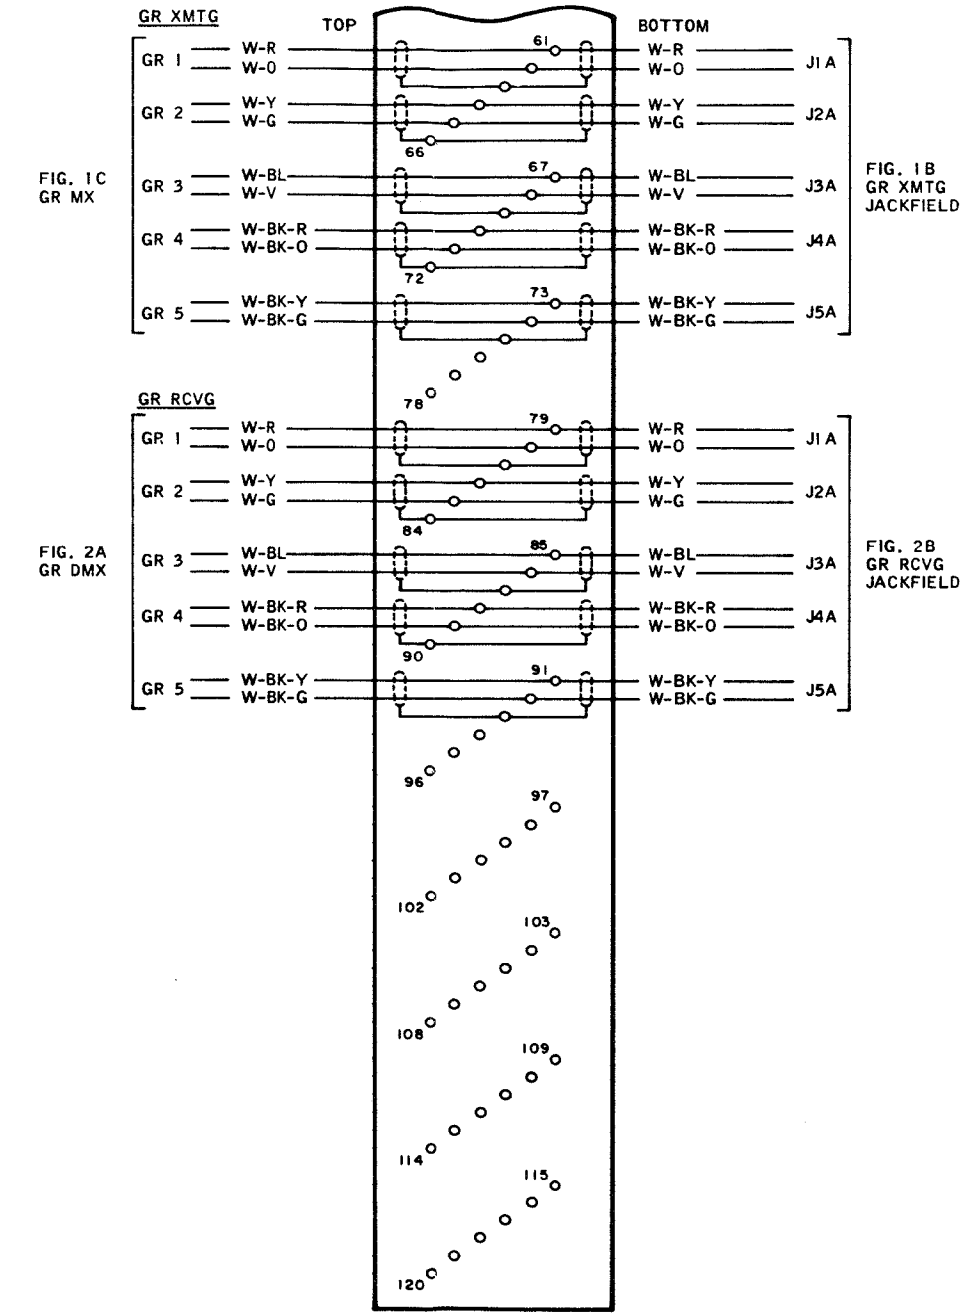 GR XMTG
TOP
BOTTOM
GR 1
W-R
61
W-R
J1A
W-O
W-O
GR 2
W-Y
W-Y
J2A
W-G
W-G
66
FIG. 1C
GR MX
GR 3
W-BL
67
W-BL
J3A
W-V
W-V
FIG. 1B
GR XMTG
JACKFIELD
GR 4
W-BK-R
W-BK-R
J4A
W-BK-O
W-BK-O
72
GR 5
W-BK-Y
73
W-BK-Y
J5A
W-BK-G
W-BK-G
78
GR RCVG
GR 1
W-R
79
W-R
J1A
W-O
W-O
GR 2
W-Y
W-Y
J2A
W-G
W-G
84
FIG. 2A
GR DMX
GR 3
W-BL
85
W-BL
J3A
W-V
W-V
FIG. 2B
GR RCVG
JACKFIELD
GR 4
W-BK-R
W-BK-R
J4A
W-BK-O
W-BK-O
90
GR 5
W-BK-Y
91
W-BK-Y
J5A
W-BK-G
W-BK-G
96
97
102
103
108
109
114
115
120